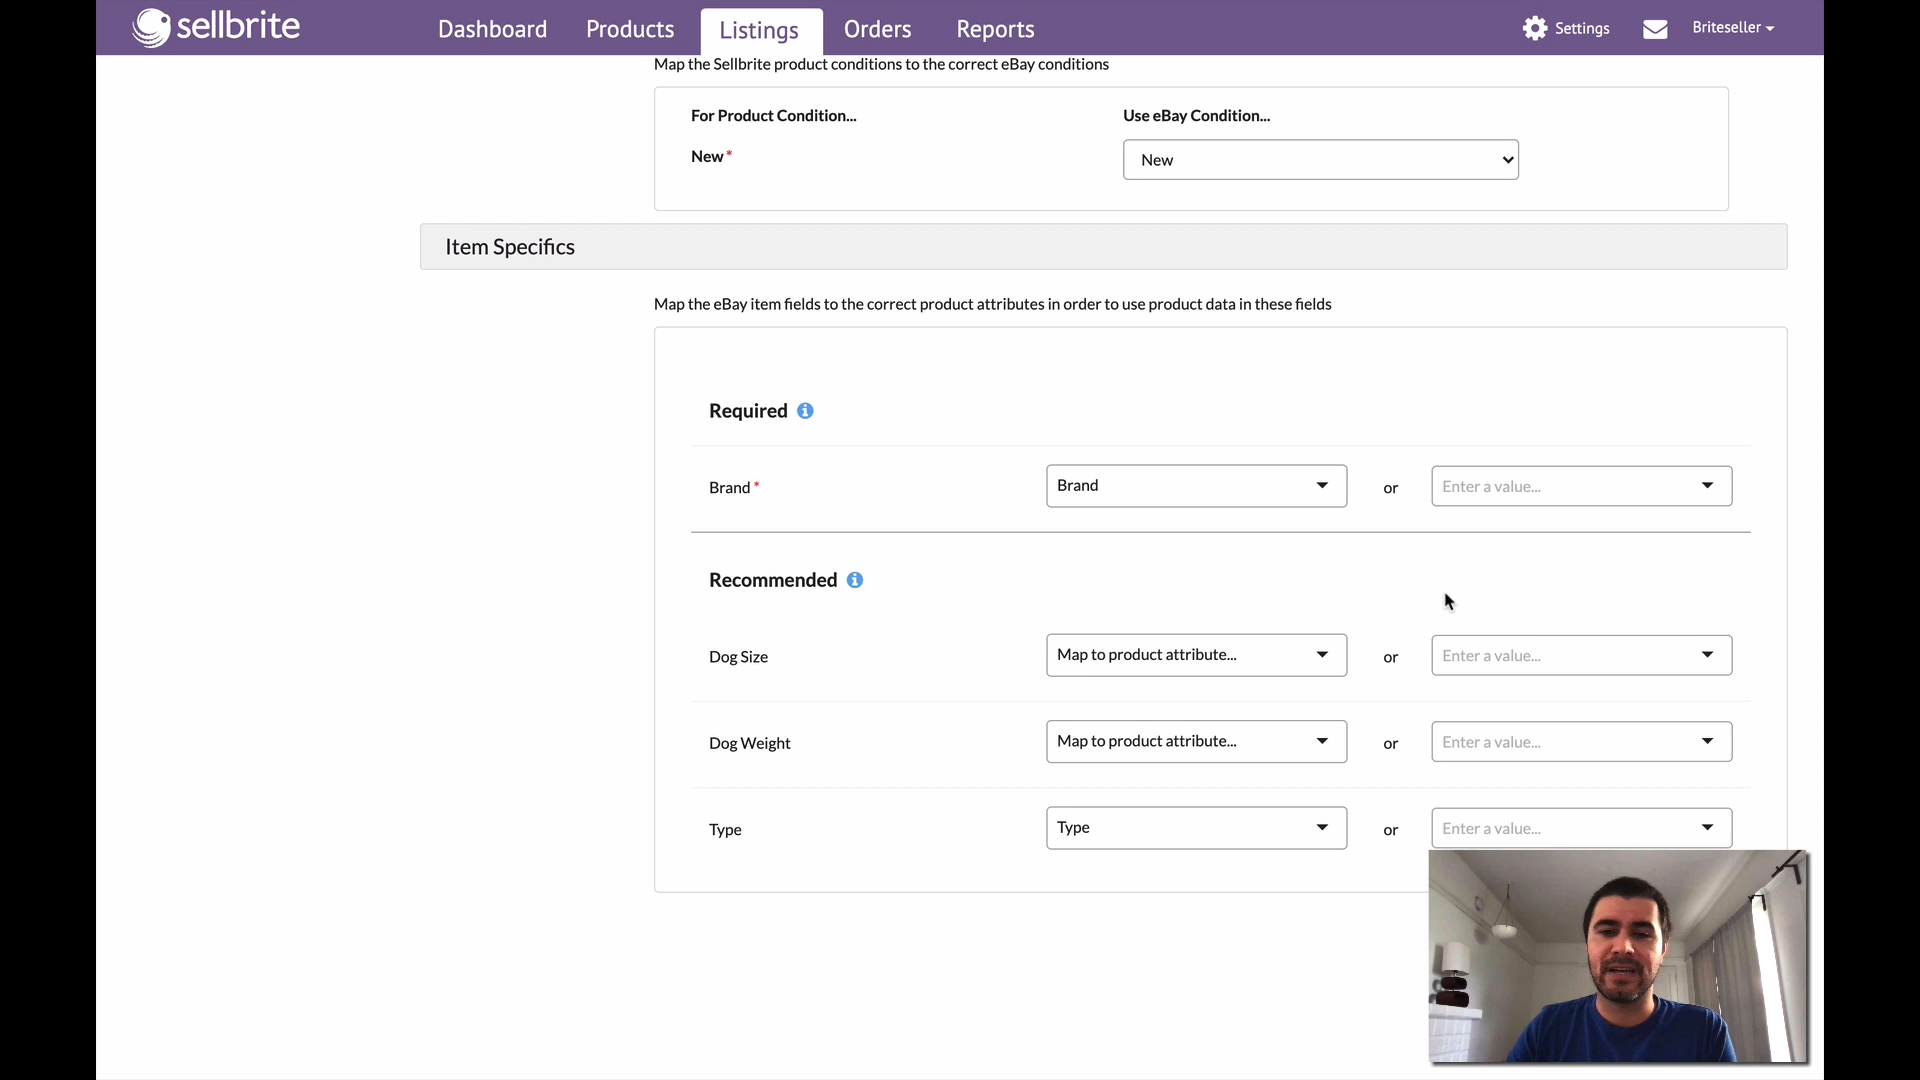 sellbrite Dashboard Products Listings Orders Reports Settings Briteseller
Map the Sellbrite product conditions to the correct eBay conditions
For Product Condition... Use eBay Condition...
New * New
Item Specifics
Map the eBay item fields to the correct product attributes in order to use product data in these fields
Required
Brand * Brand or Enter a value...
Recommended
Dog Size Map to product attribute... or Enter a value...
Dog Weight Map to product attribute... or Enter a value...
Type Type or Enter a value...